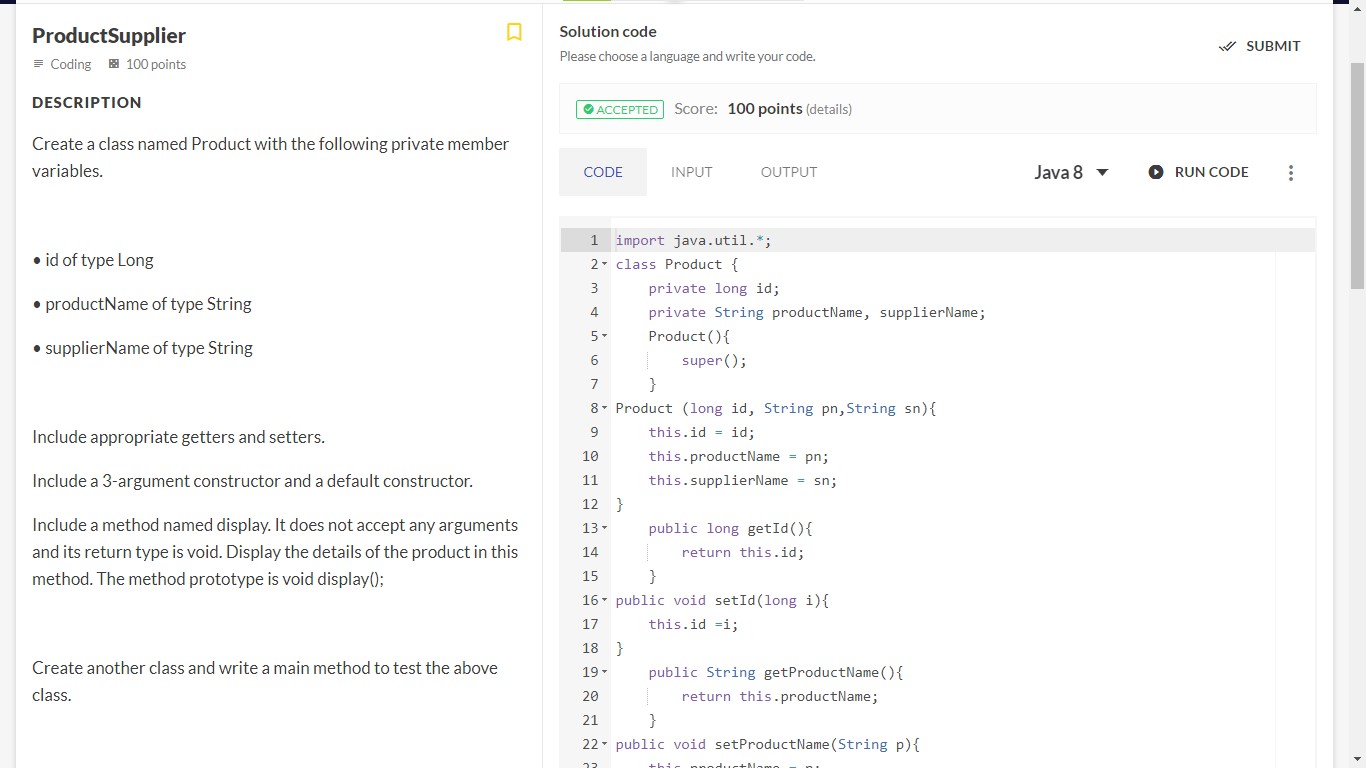 ProductSupplier
Coding 100 points
DESCRIPTION
Create a class named Product with the following private member
variables.
• id of type Long
• productName of type String
• supplierName of type String
Include appropriate getters and setters.
Include a 3-argument constructor and a default constructor.
Include a method named display. It does not accept any arguments
and its return type is void. Display the details of the product in this
method. The method prototype is void display();
Create another class and write a main method to test the above
class.
Solution code
Please choose a language and write your code.
SUBMIT
ACCEPTED Score: 100 points (details)
CODE INPUT OUTPUT Java 8 RUN CODE
1 import java.util.*;
2 class Product {
3 private long id;
4 private String productName, supplierName;
5 Product(){
6 super();
7 }
8 Product (long id, String pn,String sn){
9 this.id = id;
10 this.productName = pn;
11 this.supplierName = sn;
12 }
13 public long getId(){
14 return this.id;
15 }
16 public void setId(long i){
17 this.id =i;
18 }
19 public String getProductName(){
20 return this.productName;
21 }
22 public void setProductName(String p){
23 this.productName = p;